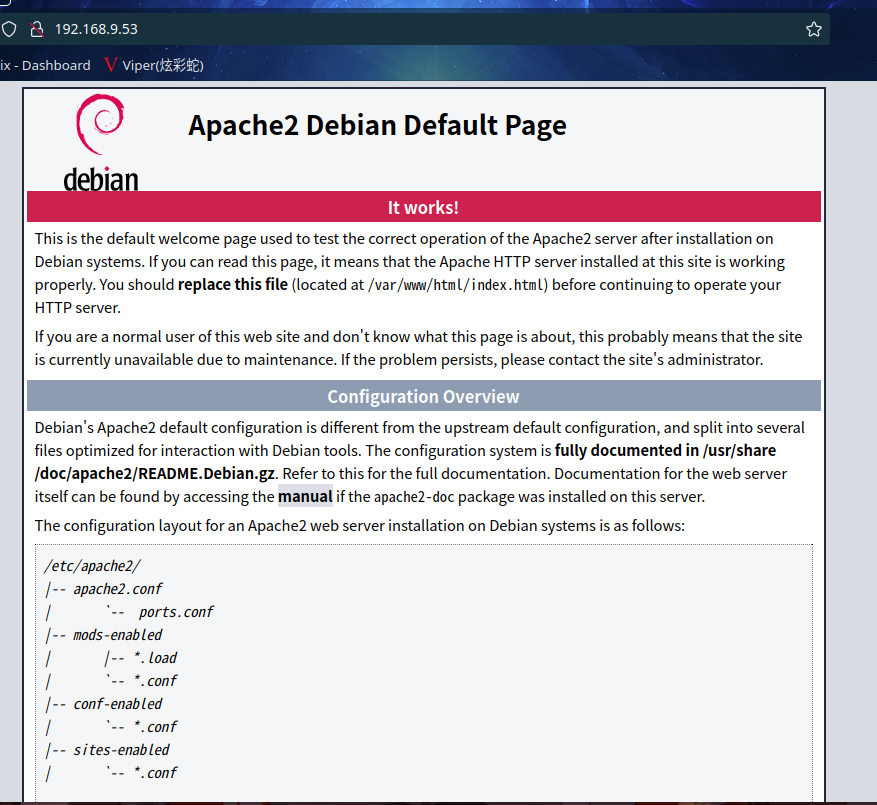 192.168.9.53
ix - Dashboard Viper(炫彩蛇)
debian
Apache2 Debian Default Page
It works!
This is the default welcome page used to test the correct operation of the Apache2 server after installation on
Debian systems. If you can read this page, it means that the Apache HTTP server installed at this site is working
properly. You should replace this file (located at /var/www/html/index.html) before continuing to operate your
HTTP server.
If you are a normal user of this web site and don't know what this page is about, this probably means that the site
is currently unavailable due to maintenance. If the problem persists, please contact the site's administrator.
Configuration Overview
Debian's Apache2 default configuration is different from the upstream default configuration, and split into several
files optimized for interaction with Debian tools. The configuration system is fully documented in /usr/share
/doc/apache2/README.Debian.gz. Refer to this for the full documentation. Documentation for the web server
itself can be found by accessing the manual if the apache2-doc package was installed on this server.
The configuration layout for an Apache2 web server installation on Debian systems is as follows:
/etc/apache2/
|-- apache2.conf
|       `--  ports.conf
|-- mods-enabled
|       |-- *.load
|       `-- *.conf
|-- conf-enabled
|       `-- *.conf
|-- sites-enabled
|       `-- *.conf